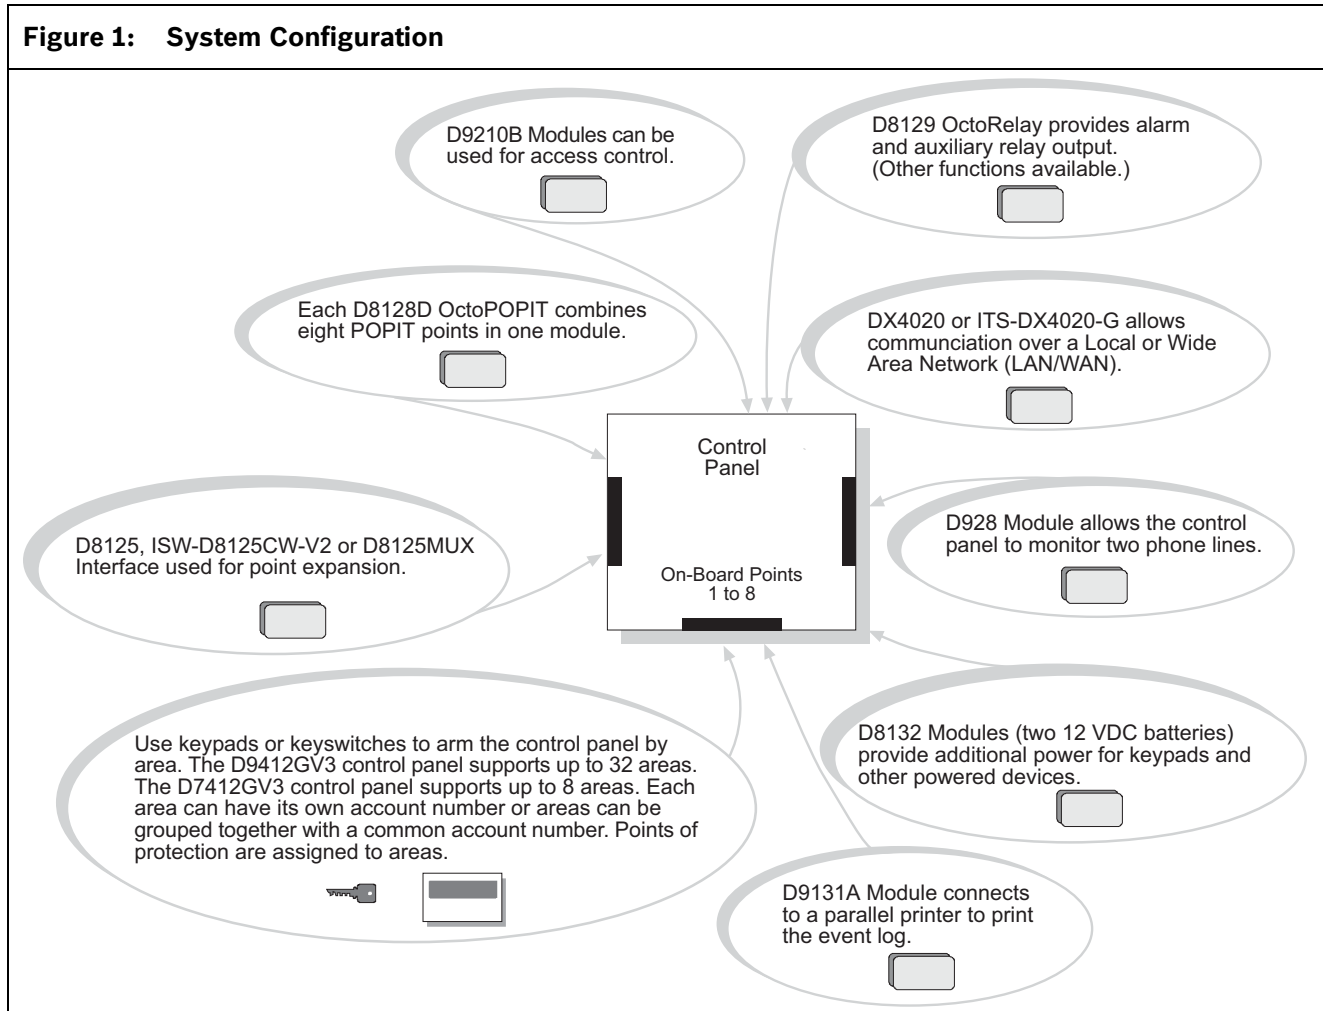 Figure 1: System Configuration
D9210B Modules can be
used for access control.
D8129 OctoRelay provides alarm
and auxiliary relay output.
(Other functions available.)
Each D8128D OctoPOPIT combines
eight POPIT points in one module.
DX4020 or ITS-DX4020-G allows
communciation over a Local or Wide
Area Network (LAN/WAN).
Control
Panel
On-Board Points
1 to 8
D8125, ISW-D8125CW-V2 or D8125MUX
Interface used for point expansion.
D928 Module allows the control
panel to monitor two phone lines.
Use keypads or keyswitches to arm the control panel by
area. The D9412GV3 control panel supports up to 32 areas.
The D7412GV3 control panel supports up to 8 areas. Each
area can have its own account number or areas can be
grouped together with a common account number. Points of
protection are assigned to areas.
D8132 Modules (two 12 VDC batteries)
provide additional power for keypads and
other powered devices.
D9131A Module connects
to a parallel printer to print
the event log.